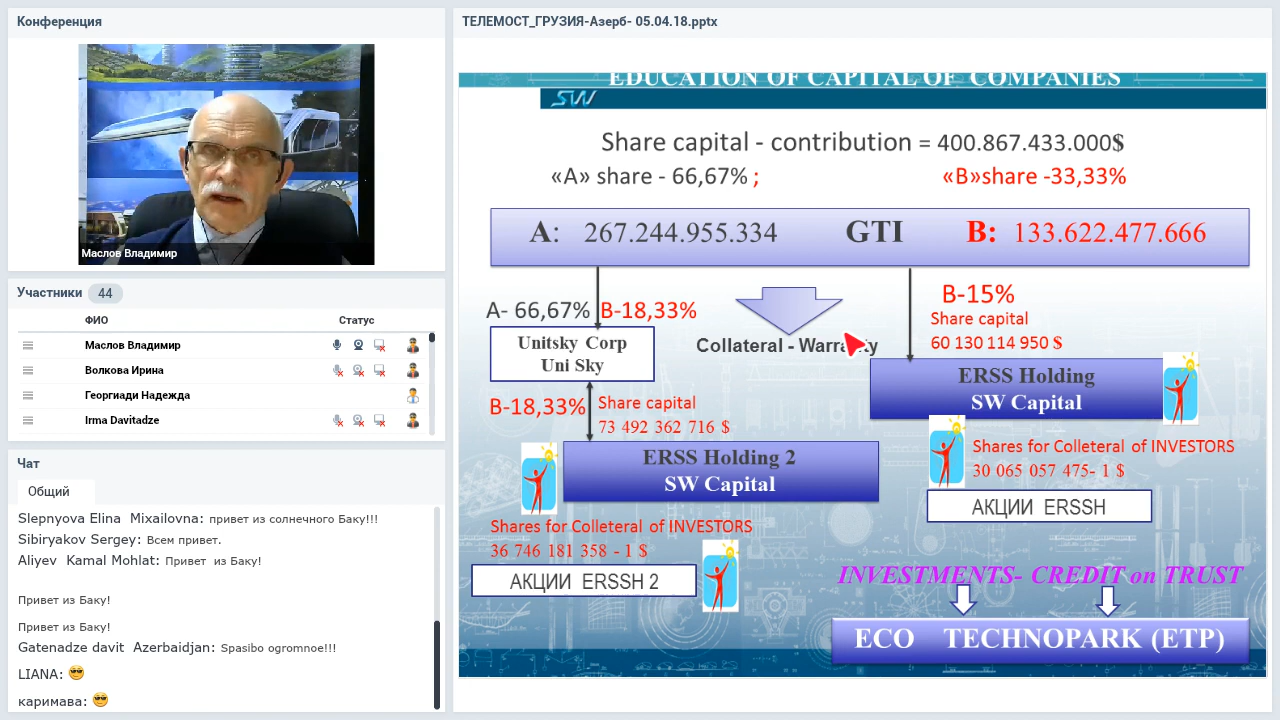 Конференция
Маслов Владимир
Участники 44
ФИО Статус
Маслов Владимир
Волкова Ирина
Георгиади Надежда
Irma Davitadze
Чат
Общий
Slepnyova Elina Mixailovna: привет из солнечного Баку!!!
Sibiryakov Sergey: Всем привет.
Aliyev Kamal Mohlat: Привет из Баку!
Привет из Баку!
Привет из Баку!
Gatenadze davit Azerbaidjan: Spasibo ogromnoe!!!
LIANA:
каримава:
ТЕЛЕМОСТ_ГРУЗИЯ-Азерб- 05.04.18.pptx
EDUCATION OF CAPITAL OF COMPANIES
SW
Share capital - contribution = 400.867.433.000$
«A» share - 66,67% ; «B»share -33,33%
A: 267.244.955.334 GTI B: 133.622.477.666
A- 66,67% B-18,33%
Unitsky Corp
Uni Sky
Collateral - Warranty
B-15%
Share capital
60 130 114 950 $
ERSS Holding
SW Capital
B-18,33% Share capital
73 492 362 716 $
ERSS Holding 2
SW Capital
Shares for Colleteral of INVESTORS
30 065 057 475- 1 $
АКЦИИ ERSSH
Shares for Colleteral of INVESTORS
36 746 181 358 - 1 $
АКЦИИ ERSSH 2
INVESTMENTS- CREDIT on TRUST
ECO TECHNOPARK (ETP)